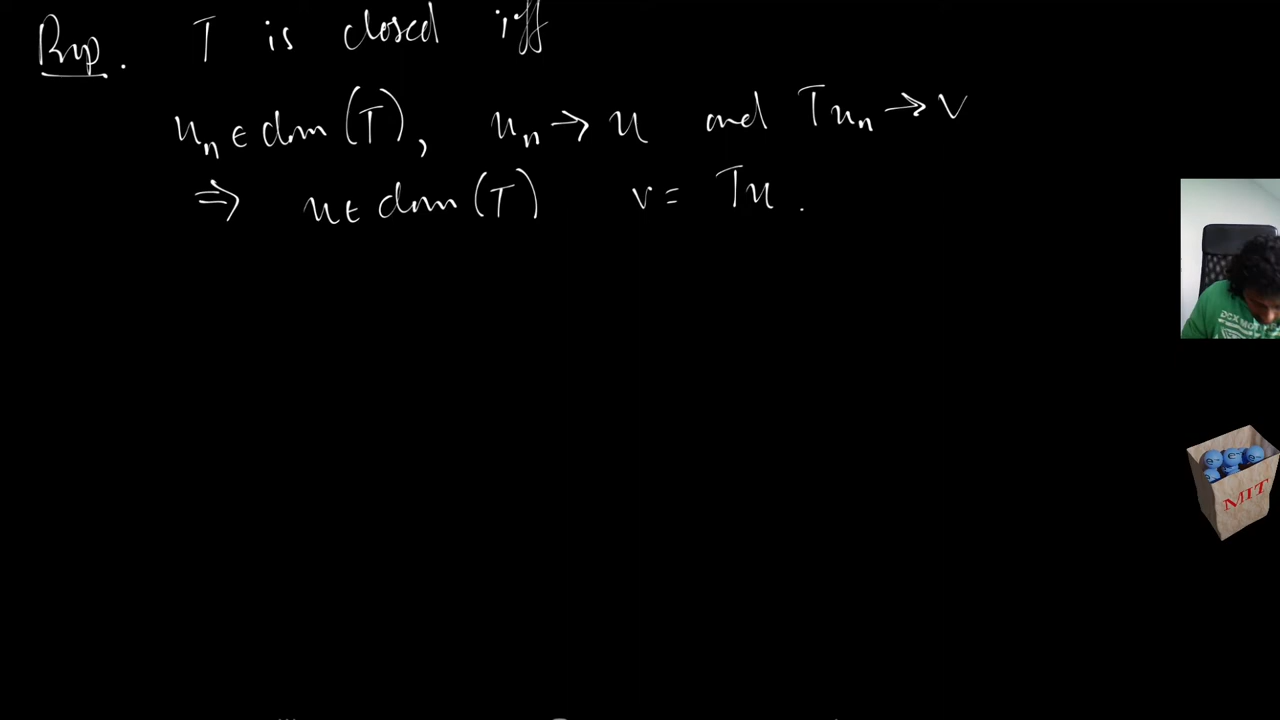 Prop. T is closed iff
uₙ ∈ dom (T), uₙ → u and Tuₙ → v
⇒ u ∈ dom (T) v = Tu.
e⁻ e⁻ e⁻
MIT